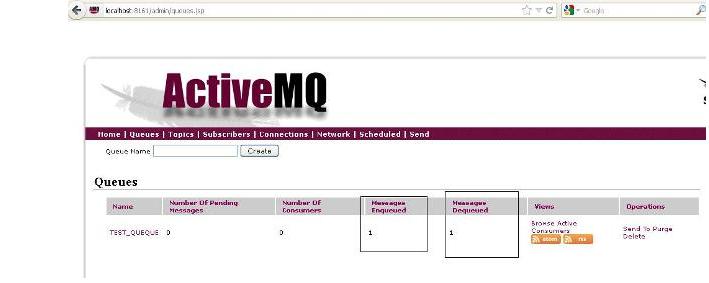 localhost:8161/admin/queues.jsp
Google
ActiveMQ
S
Home | Queues | Topics | Subscribers | Connections | Network | Scheduled | Send
Queue Name Create
Queues
Name Number Of Pending Messages Number Of Consumers Messages Enqueued Messages Dequeued Views Operations
TEST_QUEQUE 0 0 1 1 Browse Active Consumers Send To Purge
atom rss Delete